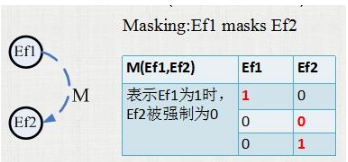 Masking:Ef1 masks Ef2
Ef1
M
Ef2
M(Ef1,Ef2) Ef1 Ef2
表示Ef1为1时， 1 0
Ef2被强制为0 0 0
0 1